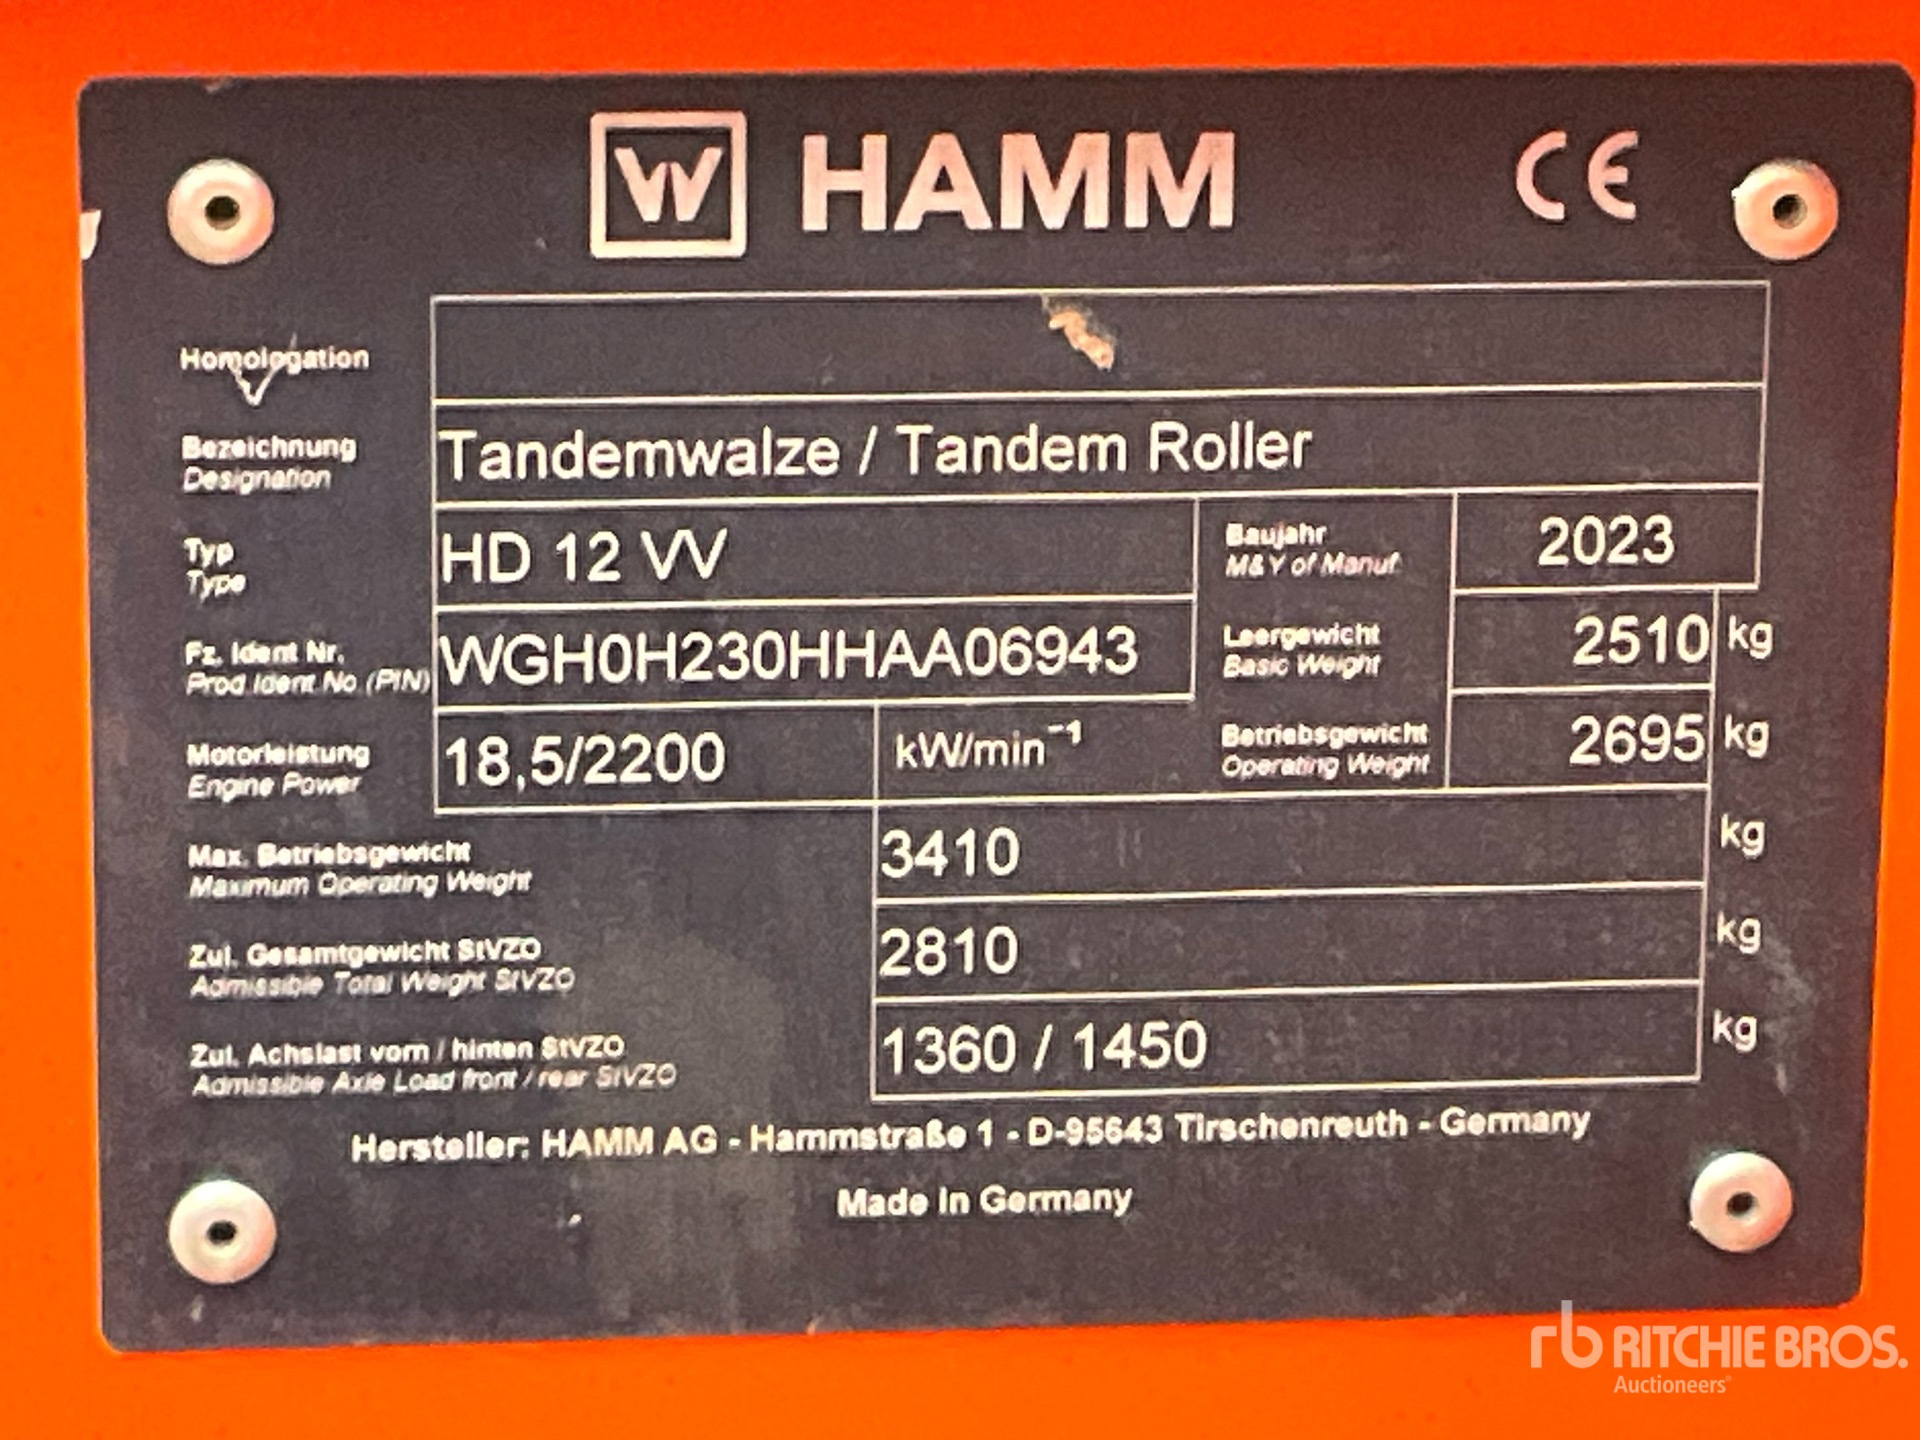 W HAMM CE
Homologation
Bezeichnung
Designation
Tandemwalze / Tandem Roller
Typ
Type
HD 12 VV
Baujahr
M&Y of Manuf
2023
Fz. Ident Nr.
Prod Ident No (PIN)
WGH0H230HHAA06943
Leergewicht
Basic Weight
2510 kg
Motorleistung
Engine Power
18,5/2200 kW/min⁻¹
Betriebsgewicht
Operating Weight
2695 kg
Max. Betriebsgewicht
Maximum Operating Weight
3410 kg
Zul. Gesamtgewicht StVZO
Admissible Total Weight StVZO
2810 kg
Zul. Achslast vorn / hinten StVZO
Admissible Axle Load front / rear StVZO
1360 / 1450 kg
Hersteller: HAMM AG - Hammstraße 1 - D-95643 Tirschenreuth - Germany
Made in Germany
rb RITCHIE BROS.
Auctioneers